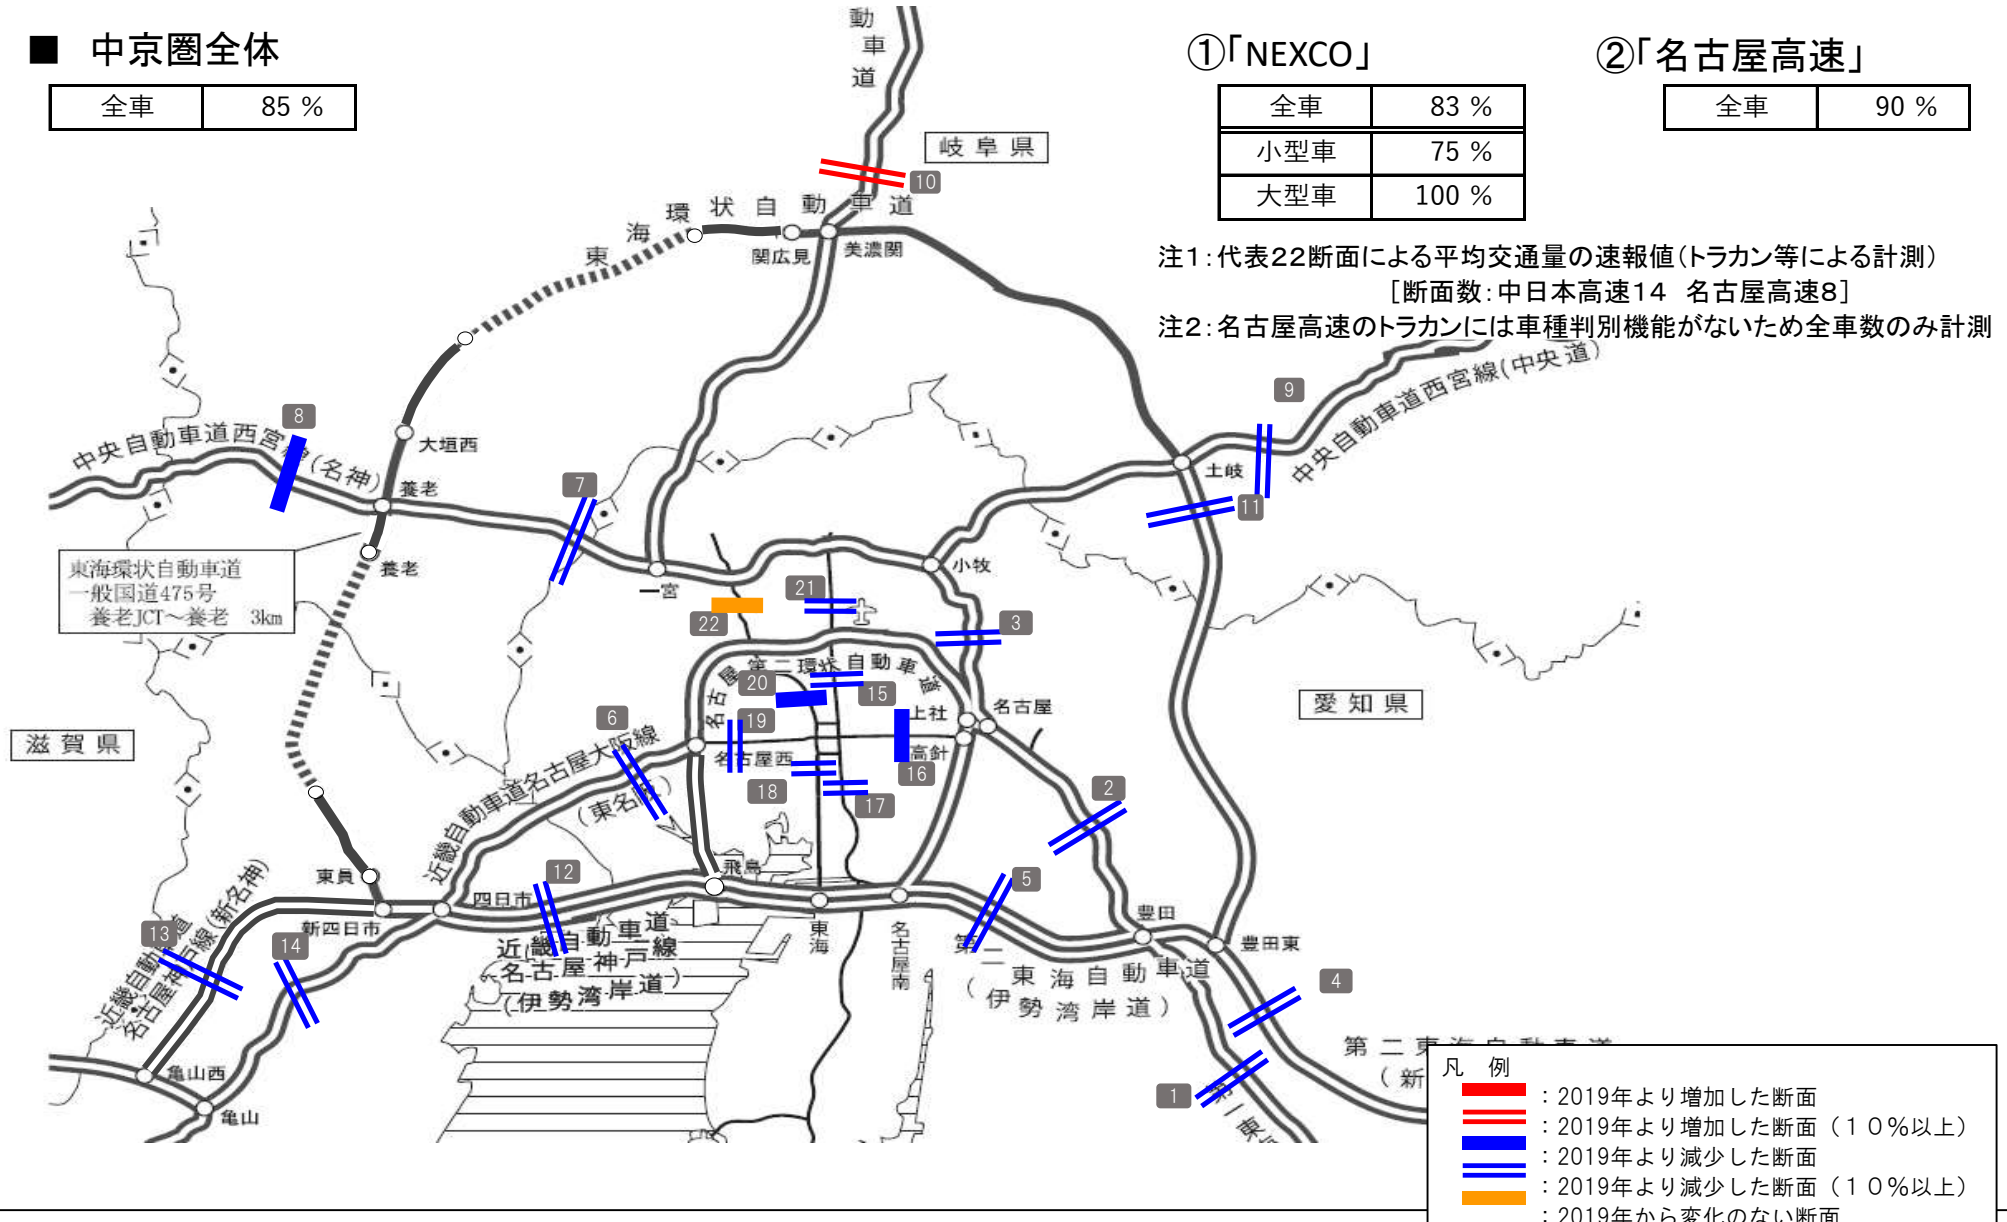 ■ 中京圏全体
全車 85 %
①「NEXCO」
全車 83 %
小型車 75 %
大型車 100 %
②「名古屋高速」
全車 90 %
注1：代表22断面による平均交通量の速報値（トラカン等による計測）
［断面数：中日本高速14　名古屋高速8］
注2：名古屋高速のトラカンには車種判別機能がないため全車数のみ計測
動車道
岐阜県
10
東海環状自動車道
関広見
美濃関
中央自動車道西宮線(中央道)
9
8
中央自動車道西宮線(名神)
大垣西
養老
7
土岐
11
養老
東海環状自動車道
一般国道475号
養老JCT～養老　3km
一宮
小牧
21
22
3
名古屋第二環状自動車道
20
15
上社
名古屋
愛知県
滋賀県
6
19
名古屋西
高針
16
18
17
2
近畿自動車道名古屋大阪線
(東名阪)
飛島
12
5
東員
四日市
新四日市
東海
名古屋南
豊田
豊田東
13
14
近畿自動車道
名古屋神戸線(新名神)
近畿自動車道
名古屋神戸線
(伊勢湾岸道)
第二東海自動車道
(伊勢湾岸道)
4
亀山西
亀山
1
第一東
第二東海自動車道
(新
凡　例
：2019年より増加した断面
：2019年より増加した断面（１０％以上）
：2019年より減少した断面
：2019年より減少した断面（１０％以上）
：2019年から変化のない断面